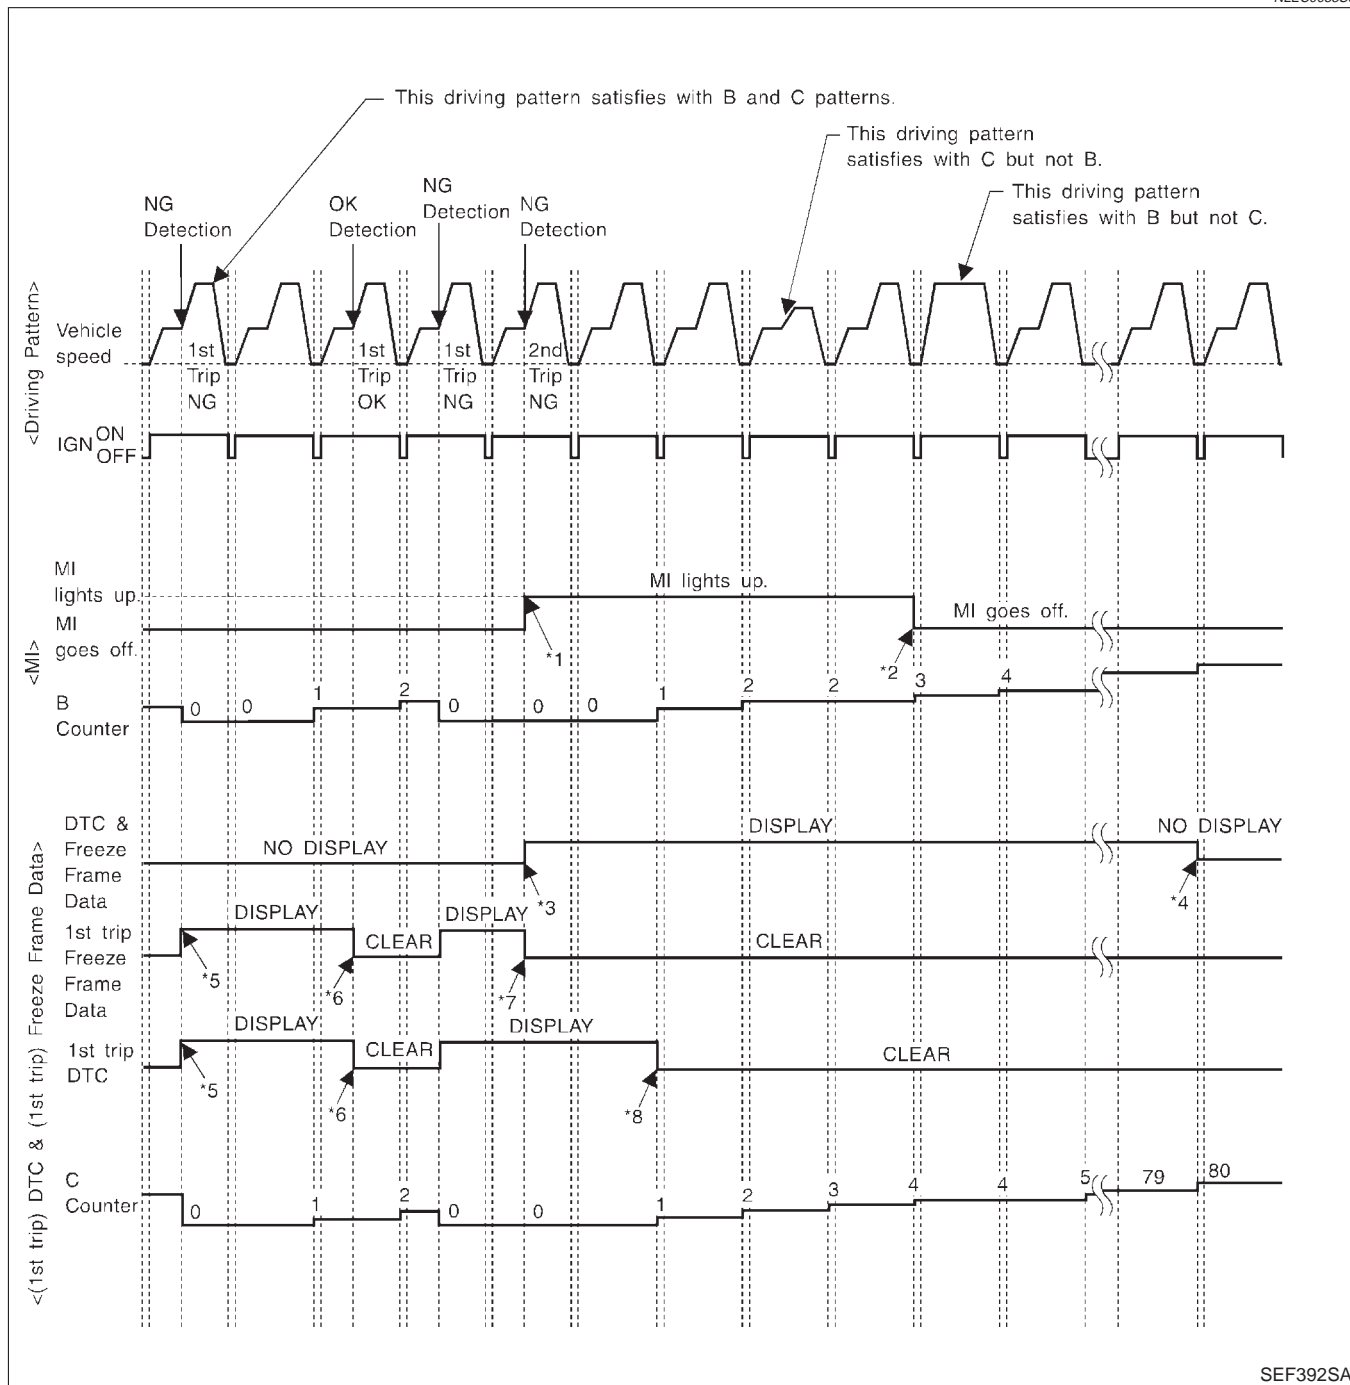 This driving pattern satisfies with B and C patterns.
This driving pattern
satisfies with C but not B.
This driving pattern
satisfies with B but not C.
NG
Detection
OK
Detection
NG
Detection
NG
Detection
<Driving Pattern>
Vehicle
speed
1st
Trip
NG
1st
Trip
OK
1st
Trip
NG
2nd
Trip
NG
IGN ON
OFF
<MI>
MI
lights up.
MI
goes off.
MI lights up.
MI goes off.
*1
*2
B
Counter
0 0 1 2 0 0 0 1 2 2 3 4
<(1st trip) DTC & (1st trip) Freeze Frame Data>
DTC &
Freeze
Frame
Data
NO DISPLAY
DISPLAY
NO DISPLAY
*3
*4
1st trip
Freeze
Frame
Data
DISPLAY
CLEAR
DISPLAY
CLEAR
*5
*6
*7
1st trip
DTC
DISPLAY
CLEAR
DISPLAY
CLEAR
*5
*6
*8
C
Counter
0 1 2 0 0 1 2 3 4 4 5 79 80
SEF392SA